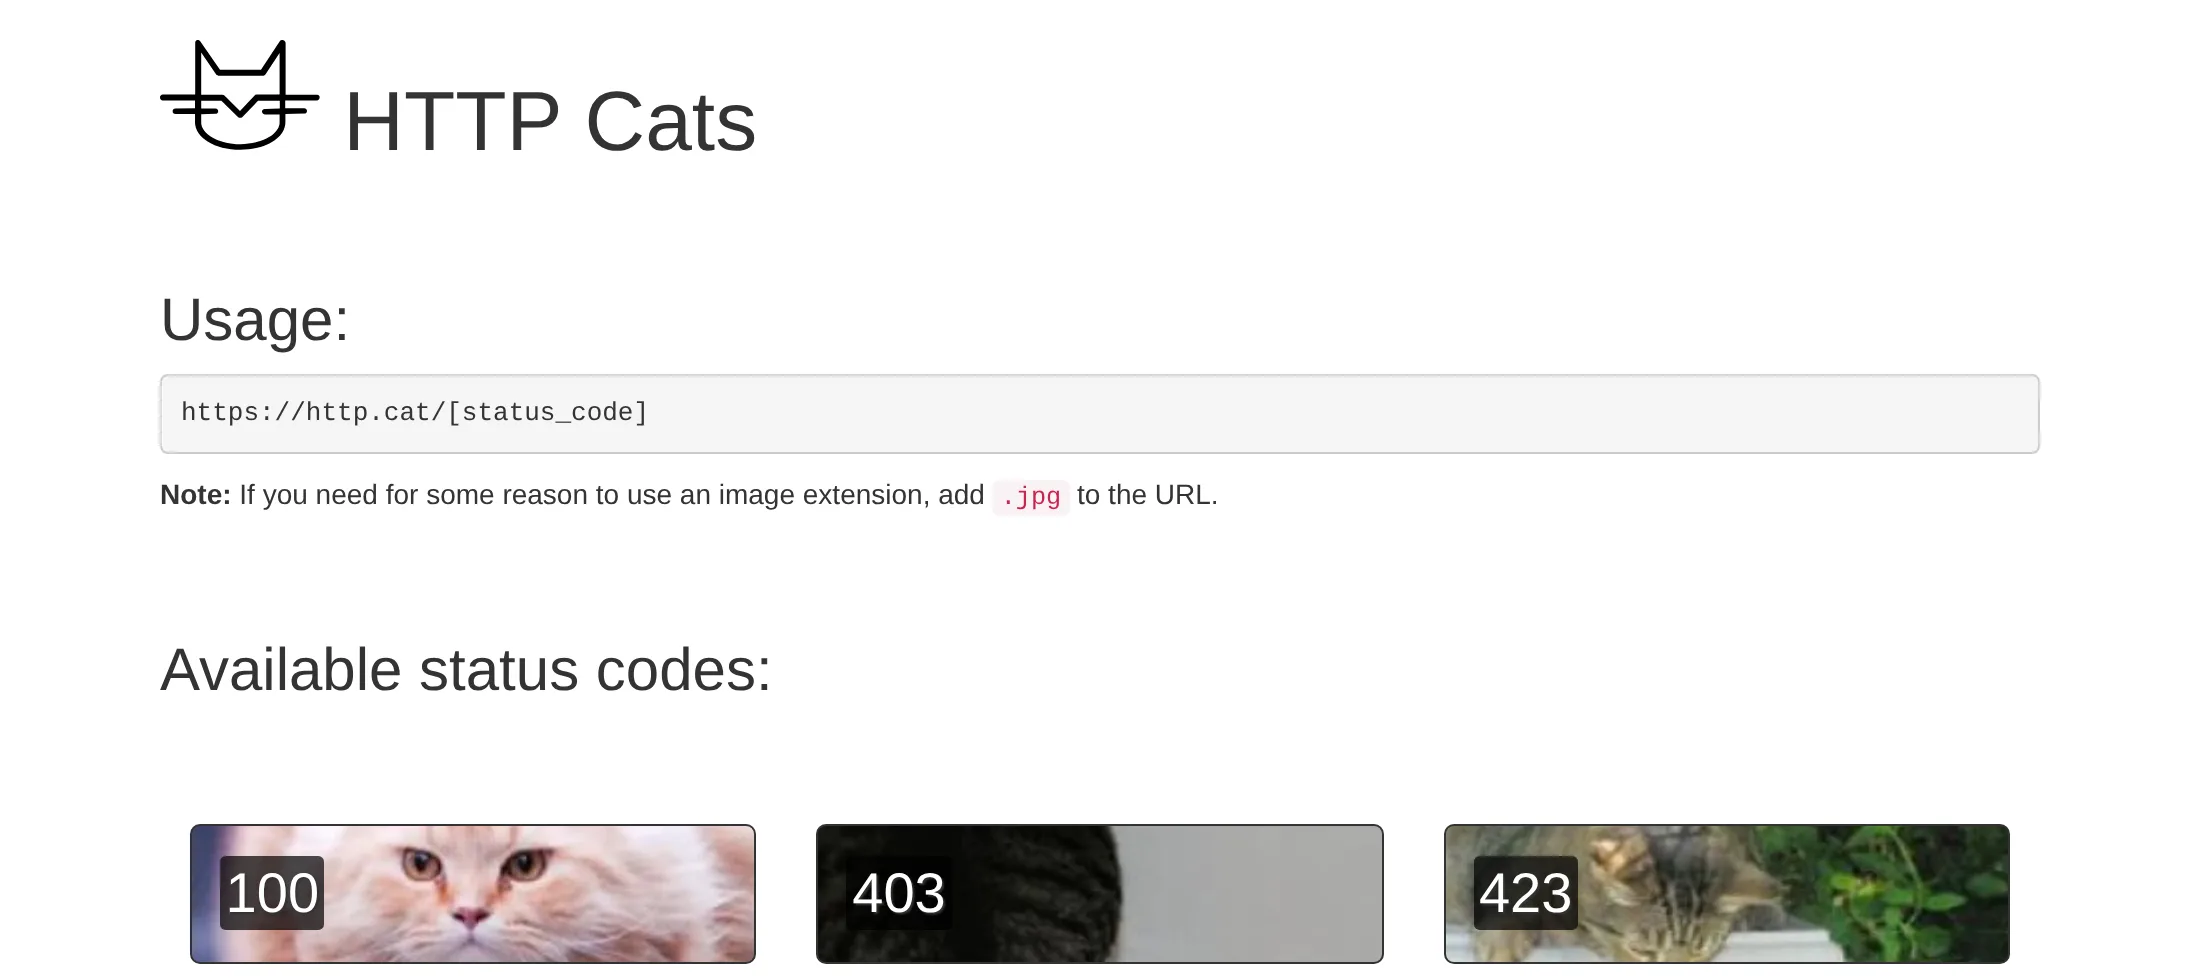 HTTP Cats
Usage:
https://http.cat/[status_code]
Note: If you need for some reason to use an image extension, add .jpg to the URL.
Available status codes:
100
403
423